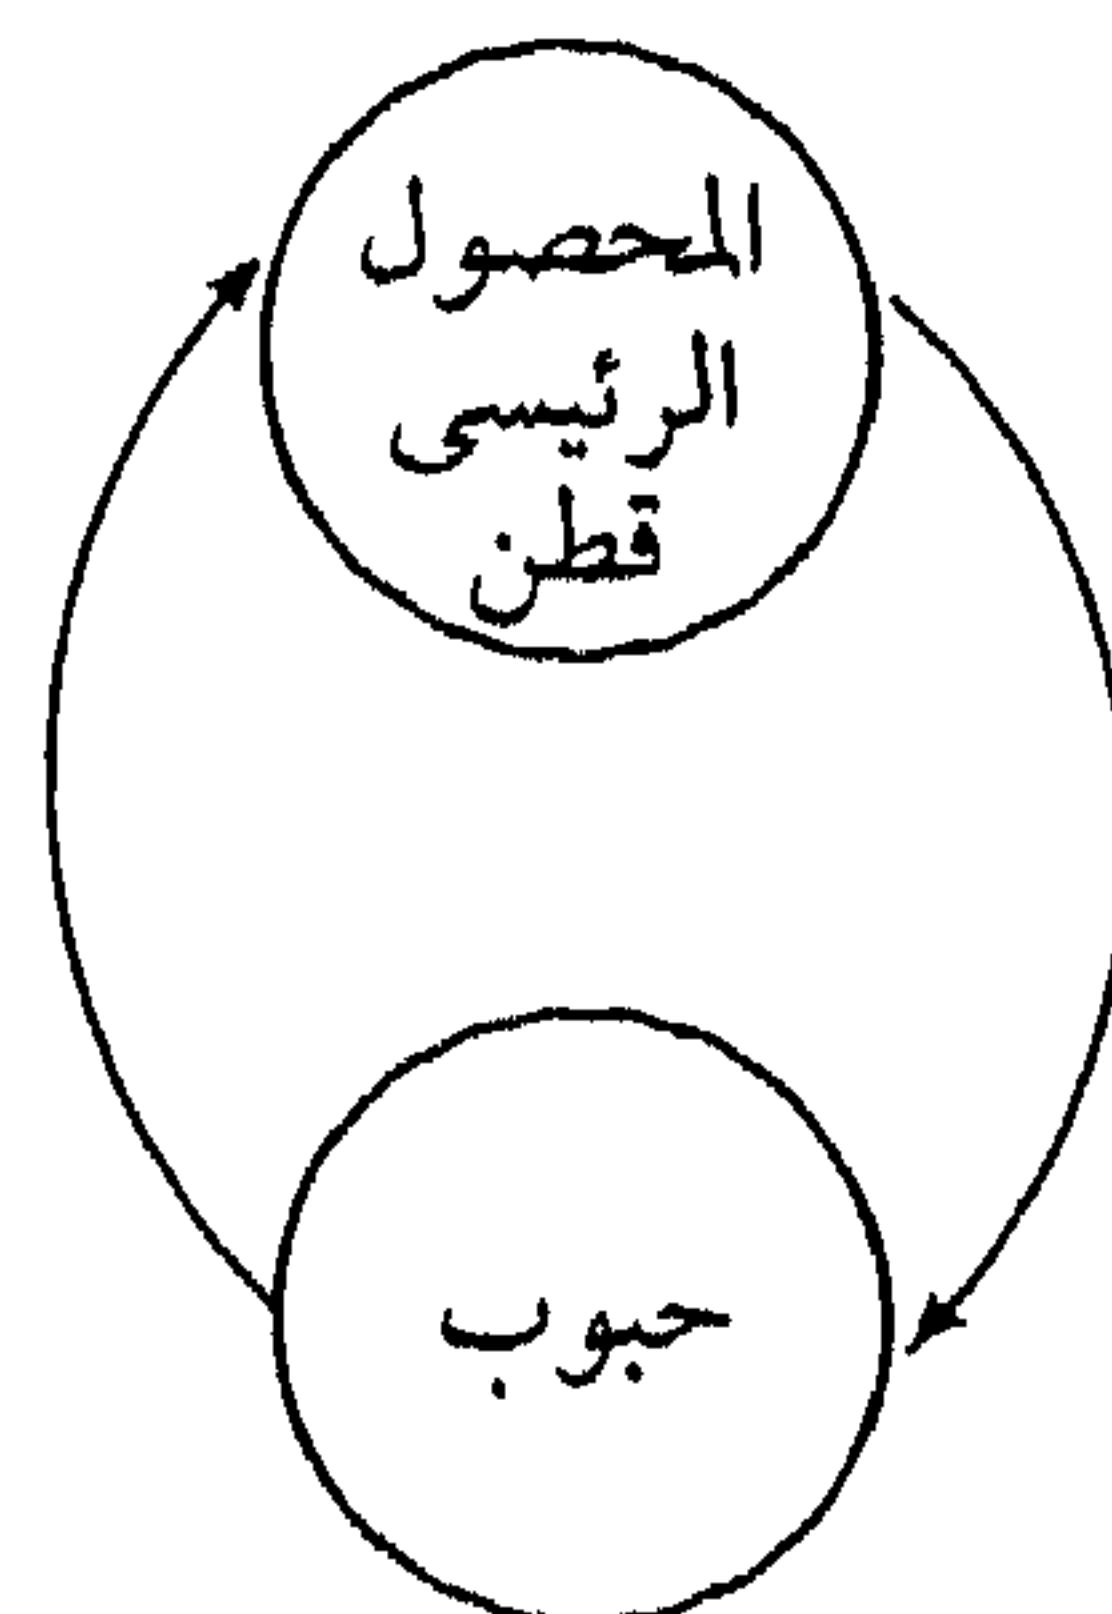 المحصول
الرئيسى
قطن
حبوب